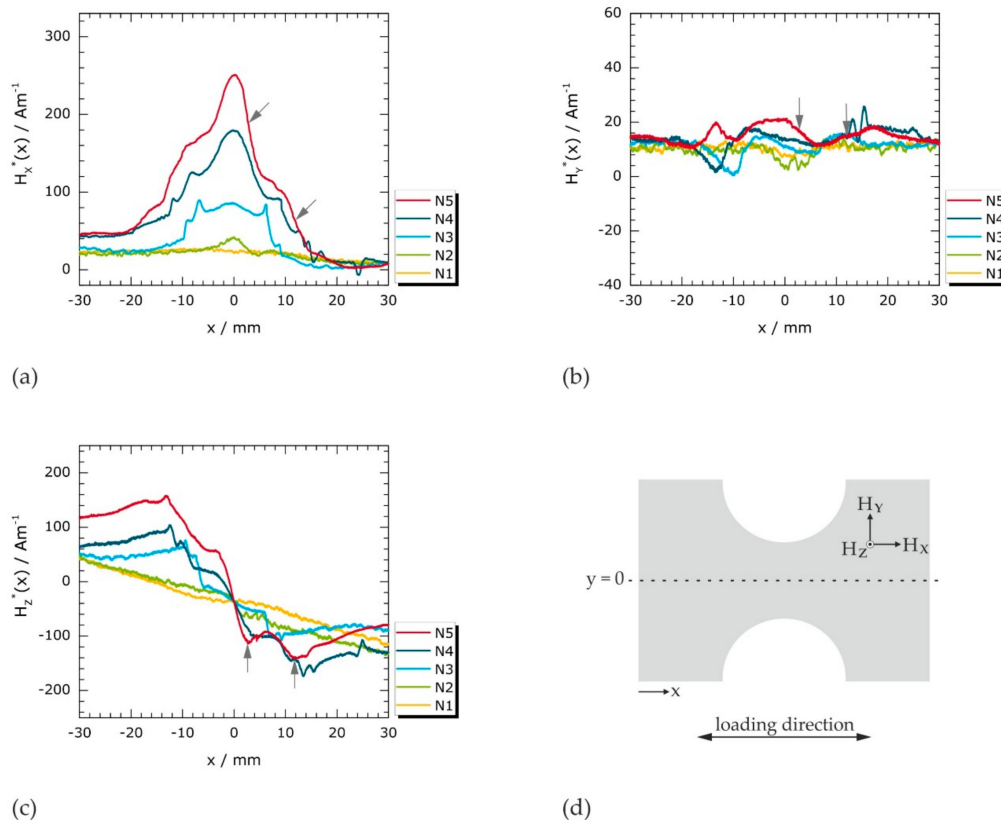 300
200
100
0
-30 -20 -10 0 10 20 30
H_X^*(x) / Am^-1
x / mm
N5
N4
N3
N2
N1
(a)
60
40
20
0
20
-40
-30 -20 -10 0 10 20 30
H_Y^*(x) / Am^-1
x / mm
N5
N4
N3
N2
N1
(b)
200
100
0
-100
-200
-30 -20 -10 0 10 20 30
H_Z^*(x) / Am^-1
x / mm
N5
N4
N3
N2
N1
(c)
H_Y
H_Z H_X
y = 0
x
loading direction
(d)